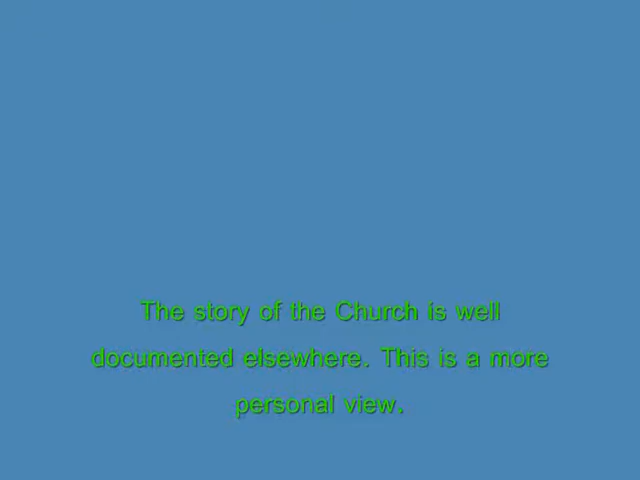 The story of the Church is well
documented elsewhere. This is a more
personal view.